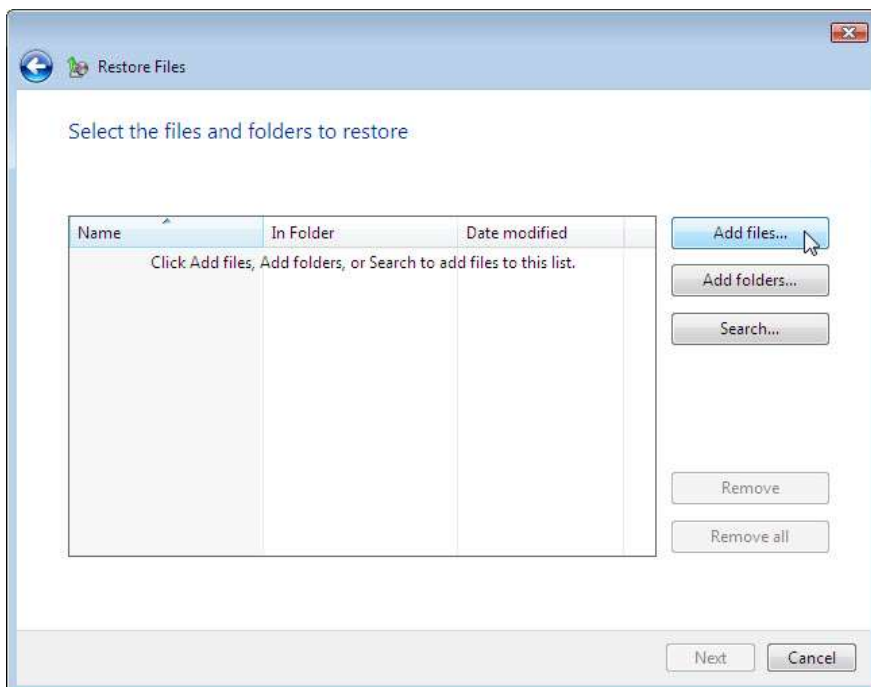 Restore Files
Select the files and folders to restore
Name In Folder Date modified
Click Add files, Add folders, or Search to add files to this list.
Add files...
Add folders...
Search...
Remove
Remove all
Next Cancel